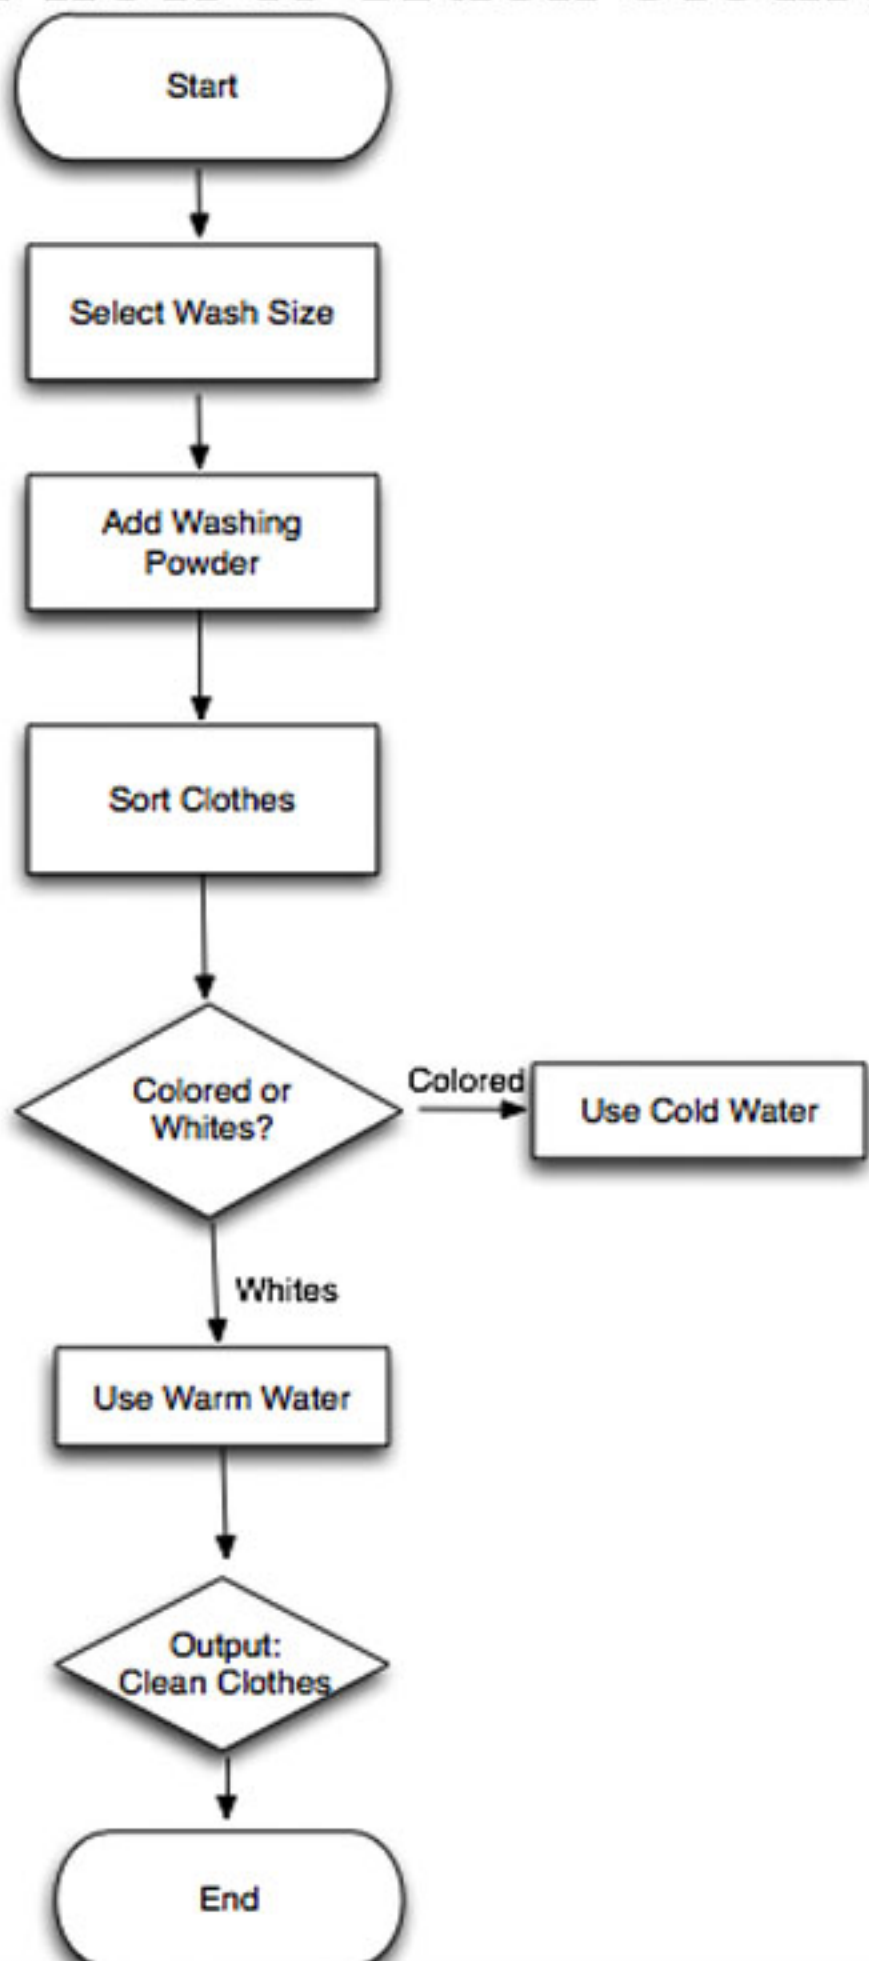 Start
Select Wash Size
Add Washing
Powder
Sort Clothes
Colored or
Whites?
Colored
Use Cold Water
Whites
Use Warm Water
Output:
Clean Clothes
End